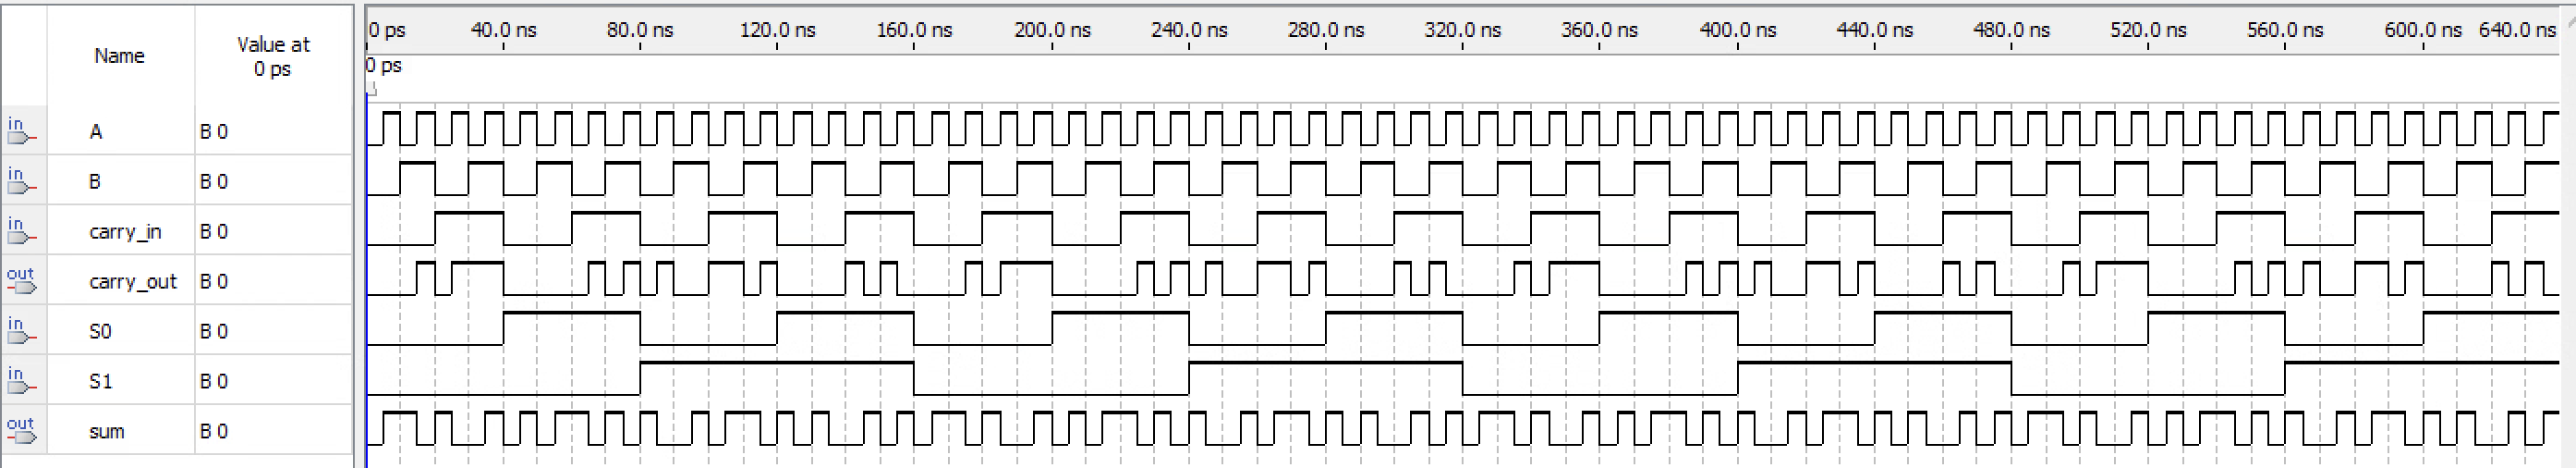 Name
Value at
0 ps
0 ps 40.0 ns 80.0 ns 120.0 ns 160.0 ns 200.0 ns 240.0 ns 280.0 ns 320.0 ns 360.0 ns 400.0 ns 440.0 ns 480.0 ns 520.0 ns 560.0 ns 600.0 ns 640.0 ns
0 ps
in A B 0
in B B 0
in carry_in B 0
out carry_out B 0
in S0 B 0
in S1 B 0
out sum B 0